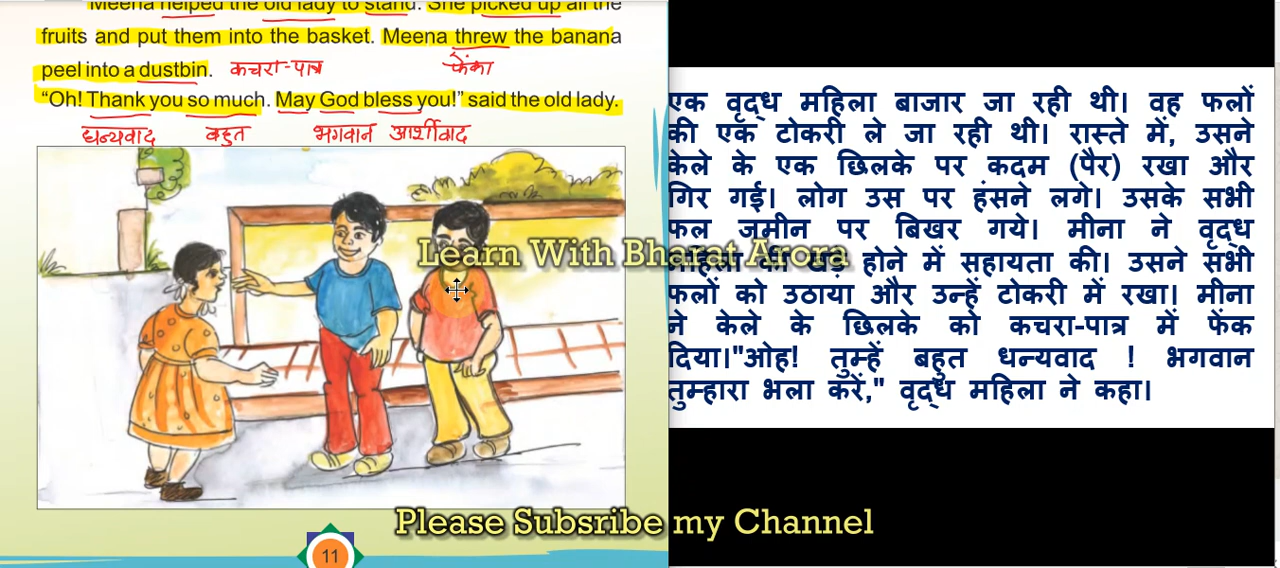 Meena helped the old lady to stand. She picked up all the
fruits and put them into the basket. Meena threw the banana
peel into a dustbin. कचरा-पात्र फेंका
“Oh! Thank you so much. May God bless you!” said the old lady.
धन्यवाद बहुत भगवान आर्शीवाद
एक वृद्ध महिला बाजार जा रही थी। वह फलों
की एक टोकरी ले जा रही थी। रास्ते में, उसने
केले के एक छिलके पर कदम (पैर) रखा और
गिर गई। लोग उस पर हंसने लगे। उसके सभी
फल जमीन पर बिखर गये। मीना ने वृद्ध
महिला की खड़े होने में सहायता की। उसने सभी
फलों को उठाया और उन्हें टोकरी में रखा। मीना
ने केले के छिलके को कचरा-पात्र में फेंक
दिया।"ओह! तुम्हें बहुत धन्यवाद ! भगवान
तुम्हारा भला करें," वृद्ध महिला ने कहा।
Learn With Bharat Arora
Please Subsribe my Channel
11